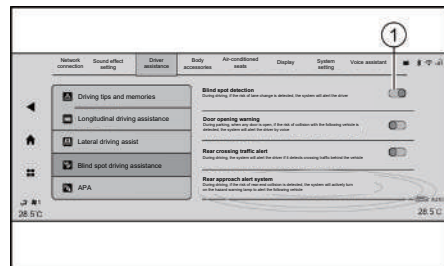 1
Network connection
Sound effect setting
Driver assistance
Body accessories
Air-conditioned seats
Display
System setting
Voice assistant
Driving tips and memories
Longitudinal driving assistance
Lateral driving assist
Blind spot driving assistance
APA
Blind spot detection
During driving, if the risk of lane change is detected, the system will alert the driver
Door opening warning
During parking, when any door is open, if the risk of collision with the following vehicle is
detected, the system will alert the driver by voice
Rear crossing traffic alert
During driving, the system will alert the driver if it detects crossing traffic behind the vehicle
Rear approach alert system
During driving, if the risk of rear-end collision is detected, the system will actively turn
on the hazard warning lamp to alert the following vehicle
28.5°C
AUTO
28.5°C